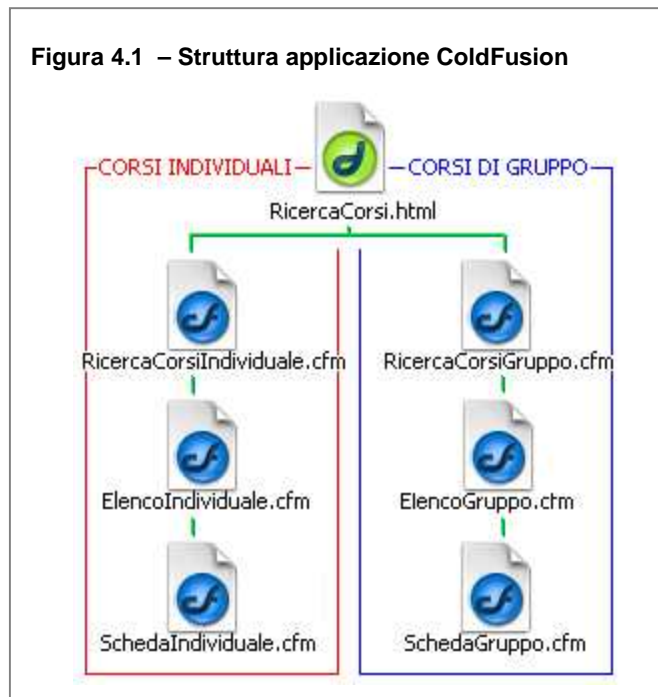 Figura 4.1 – Struttura applicazione ColdFusion
CORSI INDIVIDUALI
CORSI DI GRUPPO
RicercaCorsi.html
RicercaCorsiIndividuale.cfm
RicercaCorsiGruppo.cfm
ElencoIndividuale.cfm
ElencoGruppo.cfm
SchedaIndividuale.cfm
SchedaGruppo.cfm